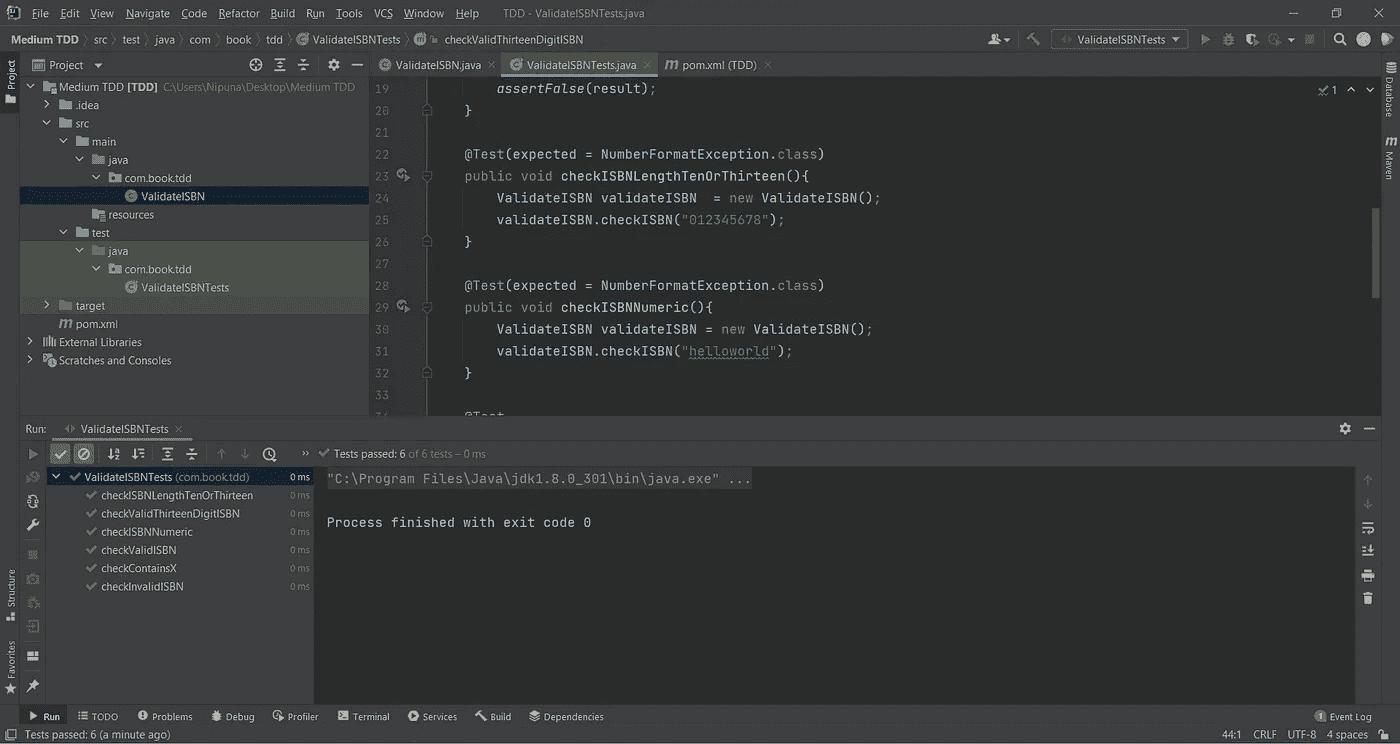 File Edit View Navigate Code Refactor Build Run Tools VCS Window Help TDD - ValidateISBNTests.java
Medium TDD src test java com book tdd ValidateISBNTests checkValidThirteenDigitISBN ValidateISBNTests
Project ValidateISBN.java ValidateISBNTests.java pom.xml (TDD)
Project
Medium TDD [TDD] C:\Users\Nipuna\Desktop\Medium TDD
.idea
src
main
java
com.book.tdd
ValidateISBN
resources
test
java
com.book.tdd
ValidateISBNTests
target
pom.xml
External Libraries
Scratches and Consoles
19 assertFalse(result);
20 }
21
22 @Test(expected = NumberFormatException.class)
23 public void checkISBNLengthTenOrThirteen(){
24 ValidateISBN validateISBN  = new ValidateISBN();
25 validateISBN.checkISBN("012345678");
26 }
27
28 @Test(expected = NumberFormatException.class)
29 public void checkISBNNumeric(){
30 ValidateISBN validateISBN = new ValidateISBN();
31 validateISBN.checkISBN("helloworld");
32 }
33
@Test
1
Database
Maven
Run: ValidateISBNTests
Tests passed: 6 of 6 tests – 0 ms
ValidateISBNTests (com.book.tdd) 0 ms
checkISBNLengthTenOrThirteen 0 ms
checkValidThirteenDigitISBN 0 ms
checkISBNNumeric 0 ms
checkValidISBN 0 ms
checkContainsX 0 ms
checkInvalidISBN 0 ms
"C:\Program Files\Java\jdk1.8.0_301\bin\java.exe" ...
Process finished with exit code 0
Structure
Favorites
Run TODO Problems Debug Profiler Terminal Services Build Dependencies 1 Event Log
Tests passed: 6 (a minute ago) 44:1 CRLF UTF-8 4 spaces